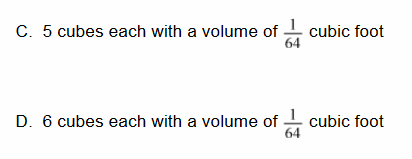 C. 5 cubes each with a volume of 1/64 cubic foot
D. 6 cubes each with a volume of 1/64 cubic foot